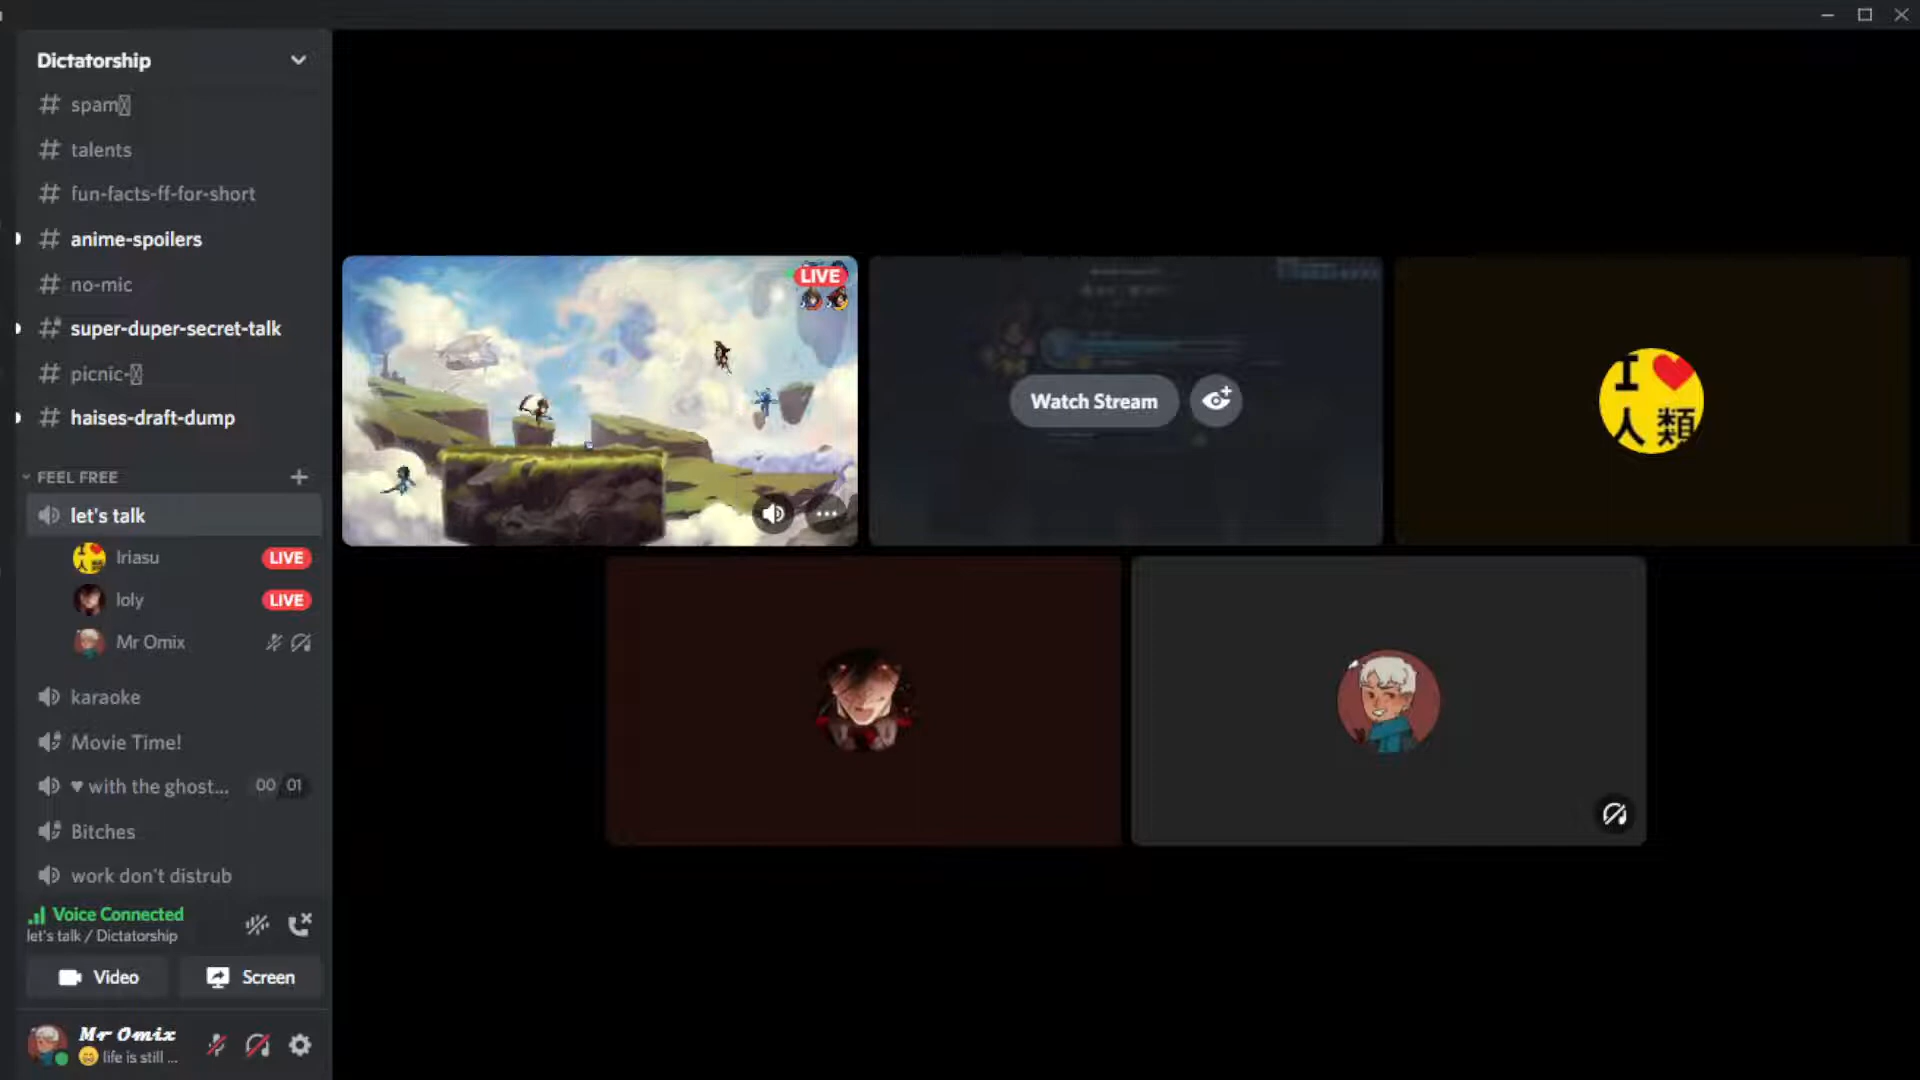 Dictatorship
spam
talents
fun-facts-ff-for-short
anime-spoilers
no-mic
super-duper-secret-talk
picnic-
haises-draft-dump
FEEL FREE
let's talk
Iriasu LIVE
loly LIVE
Mr Omix
karaoke
Movie Time!
♥ with the ghost... 00 01
Bitches
work don't distrub
Voice Connected
let's talk / Dictatorship
Video Screen
Mr Omix
life is still ...
LIVE
Watch Stream
I ❤
人類